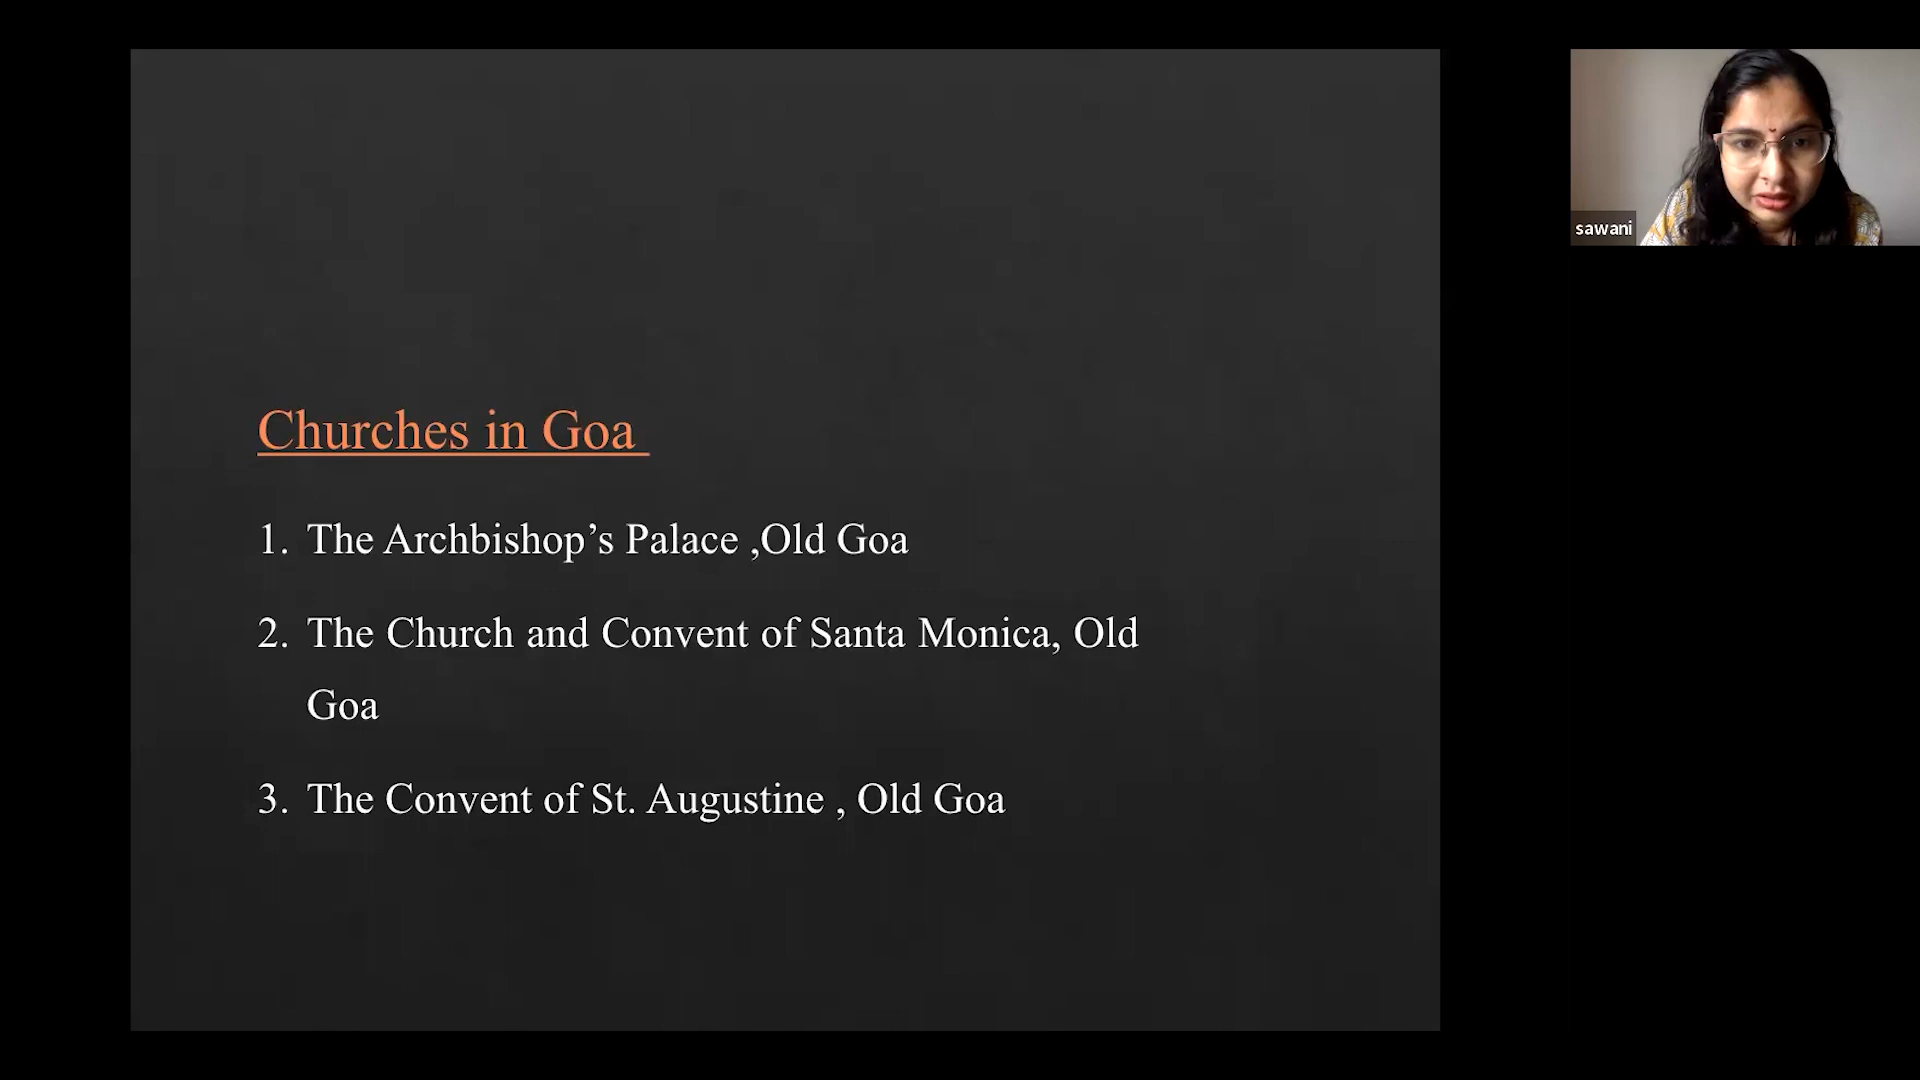 Churches in Goa
1. The Archbishop’s Palace ,Old Goa
2. The Church and Convent of Santa Monica, Old
Goa
3. The Convent of St. Augustine , Old Goa
sawani